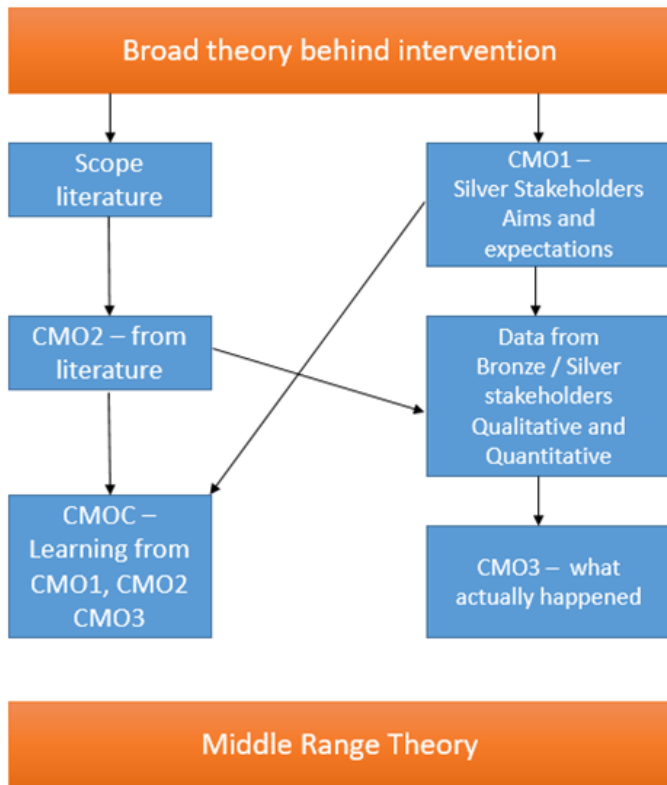 Broad theory behind intervention
Scope
literature
CMO1 –
Silver Stakeholders
Aims and
expectations
CMO2 – from
literature
Data from
Bronze / Silver
stakeholders
Qualitative and
Quantitative
CMOC –
Learning from
CMO1, CMO2
CMO3
CMO3 – what
actually happened
Middle Range Theory